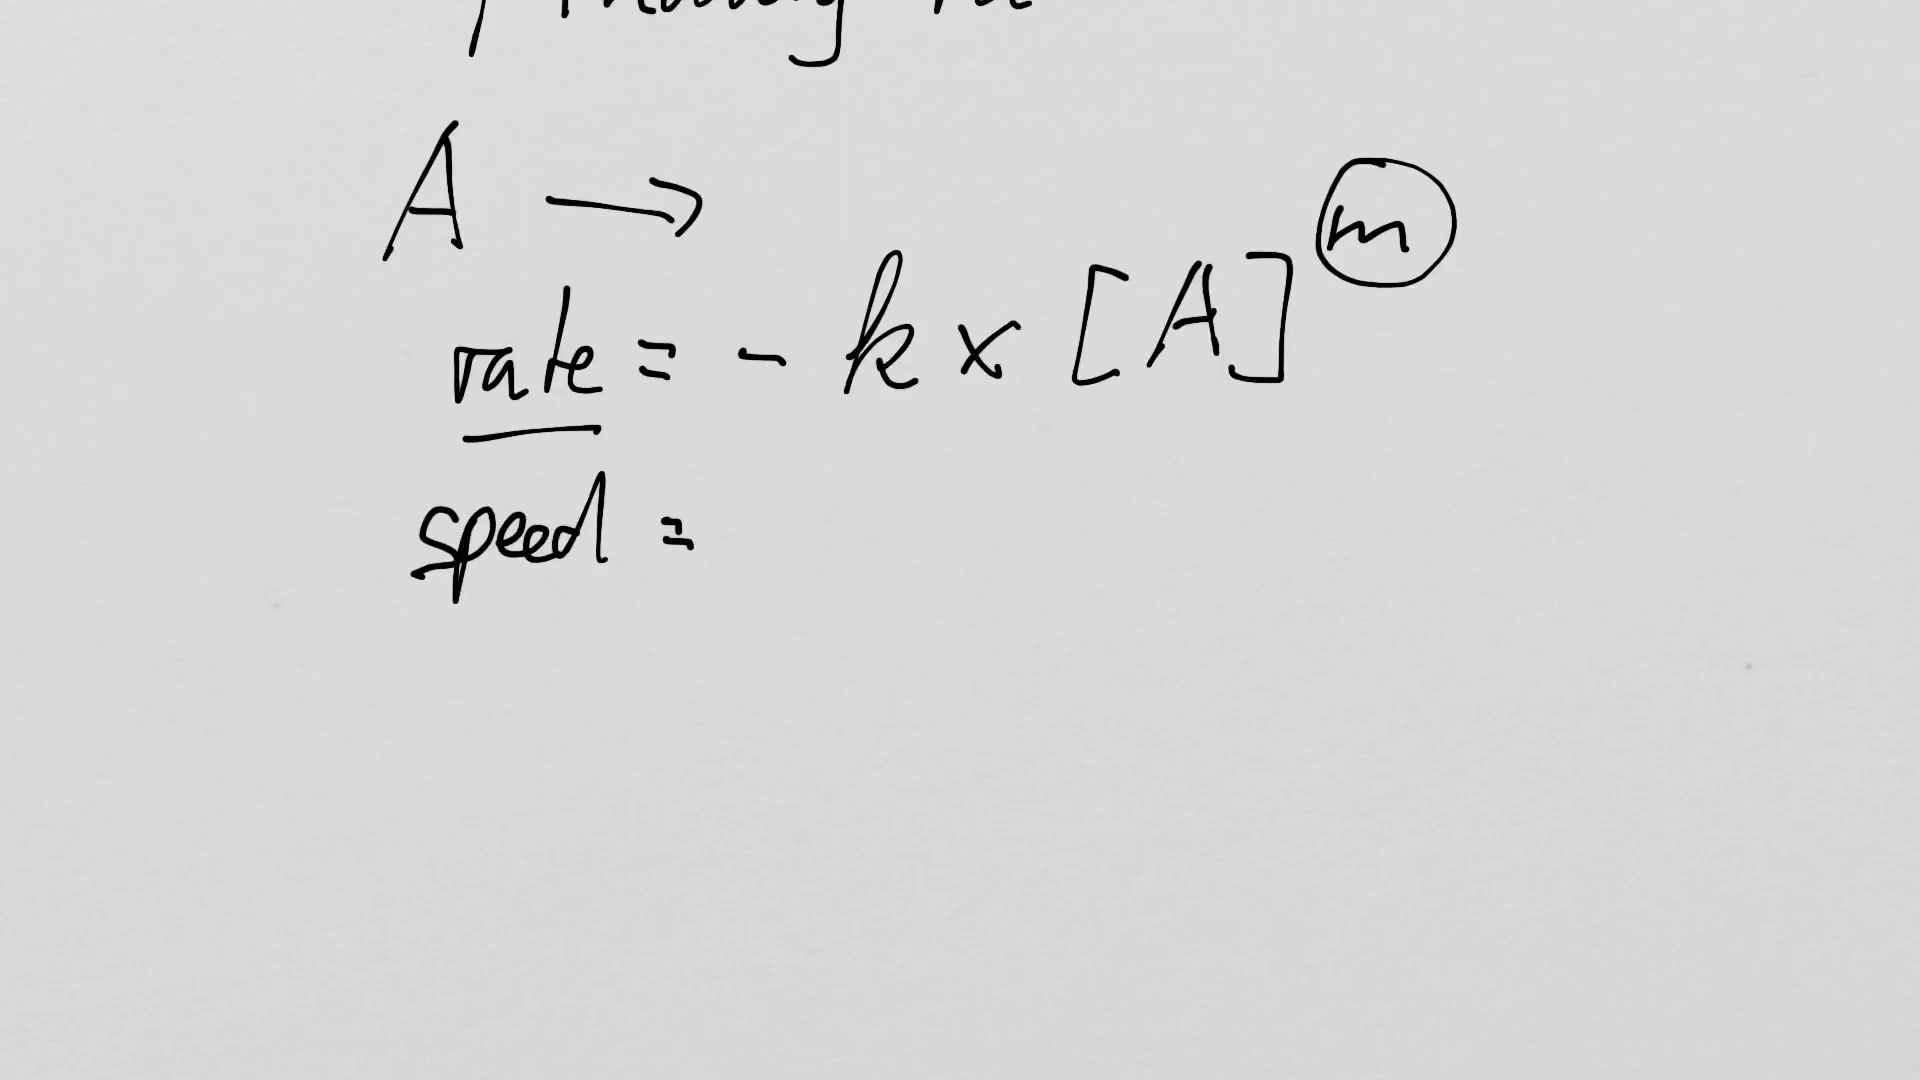 A →
rate = - k x [A]^m
speed =